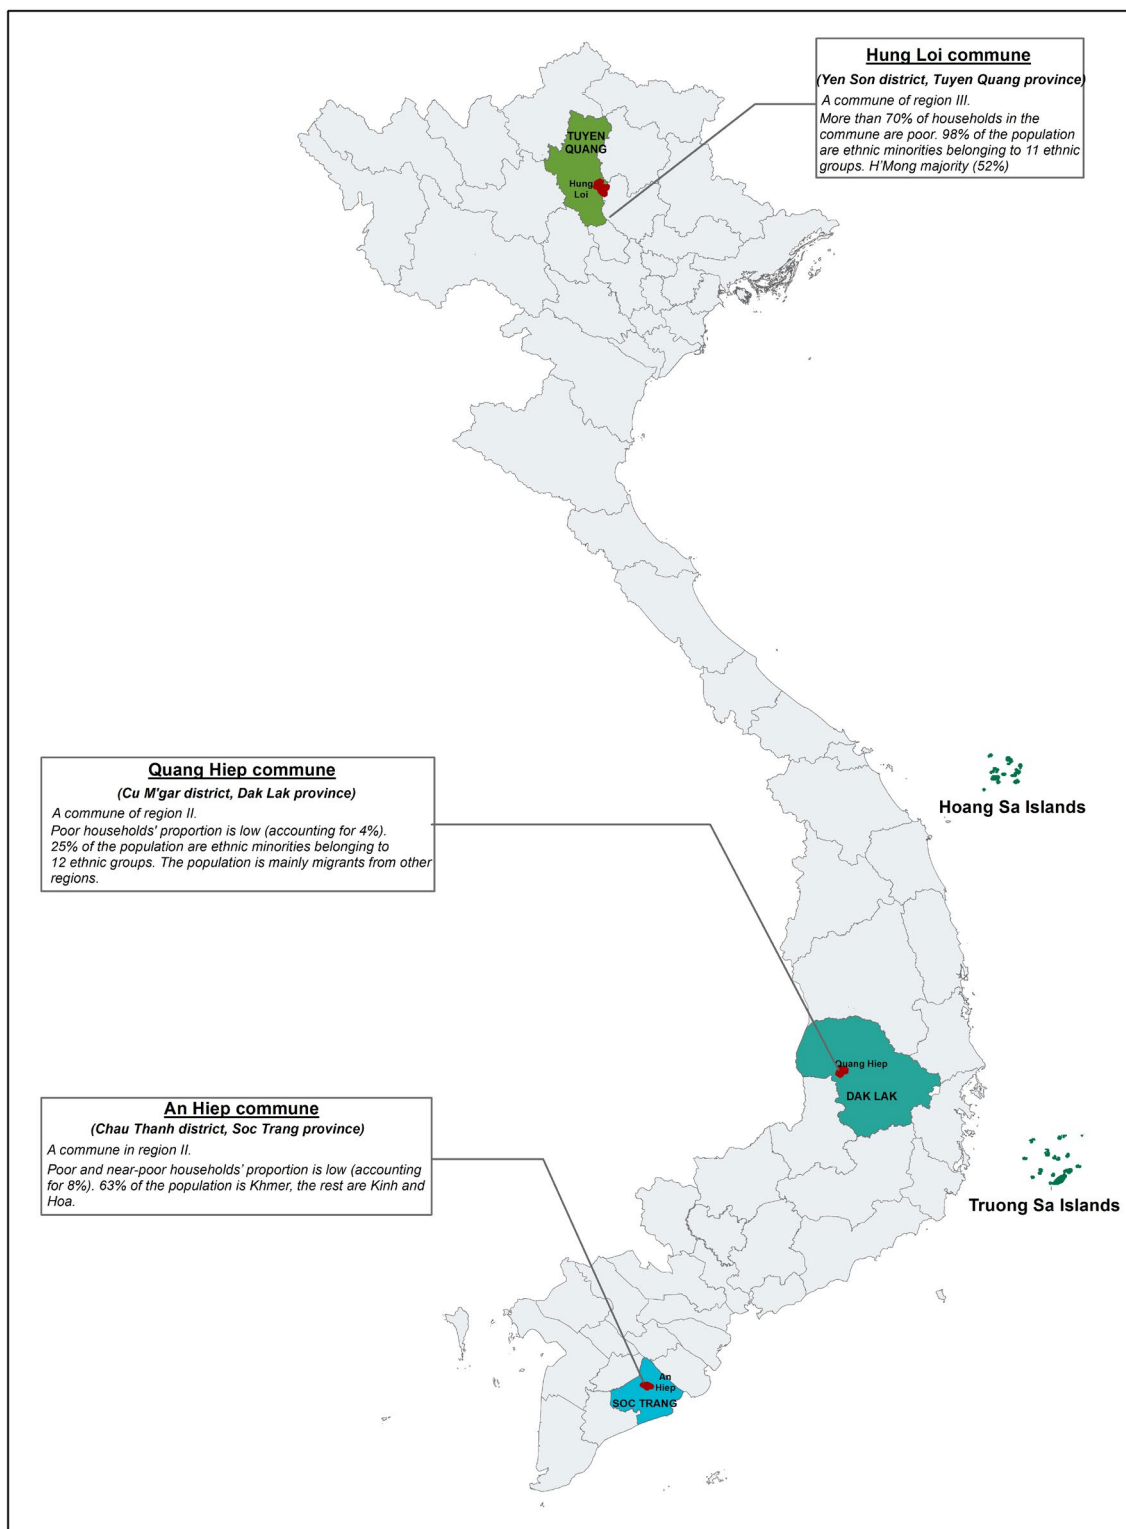 Hung Loi commune
(Yen Son district, Tuyen Quang province)
A commune of region III.
More than 70% of households in the
commune are poor. 98% of the population
are ethnic minorities belonging to 11 ethnic
groups. H'Mong majority (52%)
TUYEN
QUANG
Hung
Loi
Quang Hiep commune
(Cu M'gar district, Dak Lak province)
A commune of region II.
Poor households' proportion is low (accounting for 4%).
25% of the population are ethnic minorities belonging to
12 ethnic groups. The population is mainly migrants from other
regions.
Hoang Sa Islands
Quang Hiep
DAK LAK
An Hiep commune
(Chau Thanh district, Soc Trang province)
A commune in region II.
Poor and near-poor households' proportion is low (accounting
for 8%). 63% of the population is Khmer, the rest are Kinh and
Hoa.
Truong Sa Islands
An
Hiep
SOC TRANG